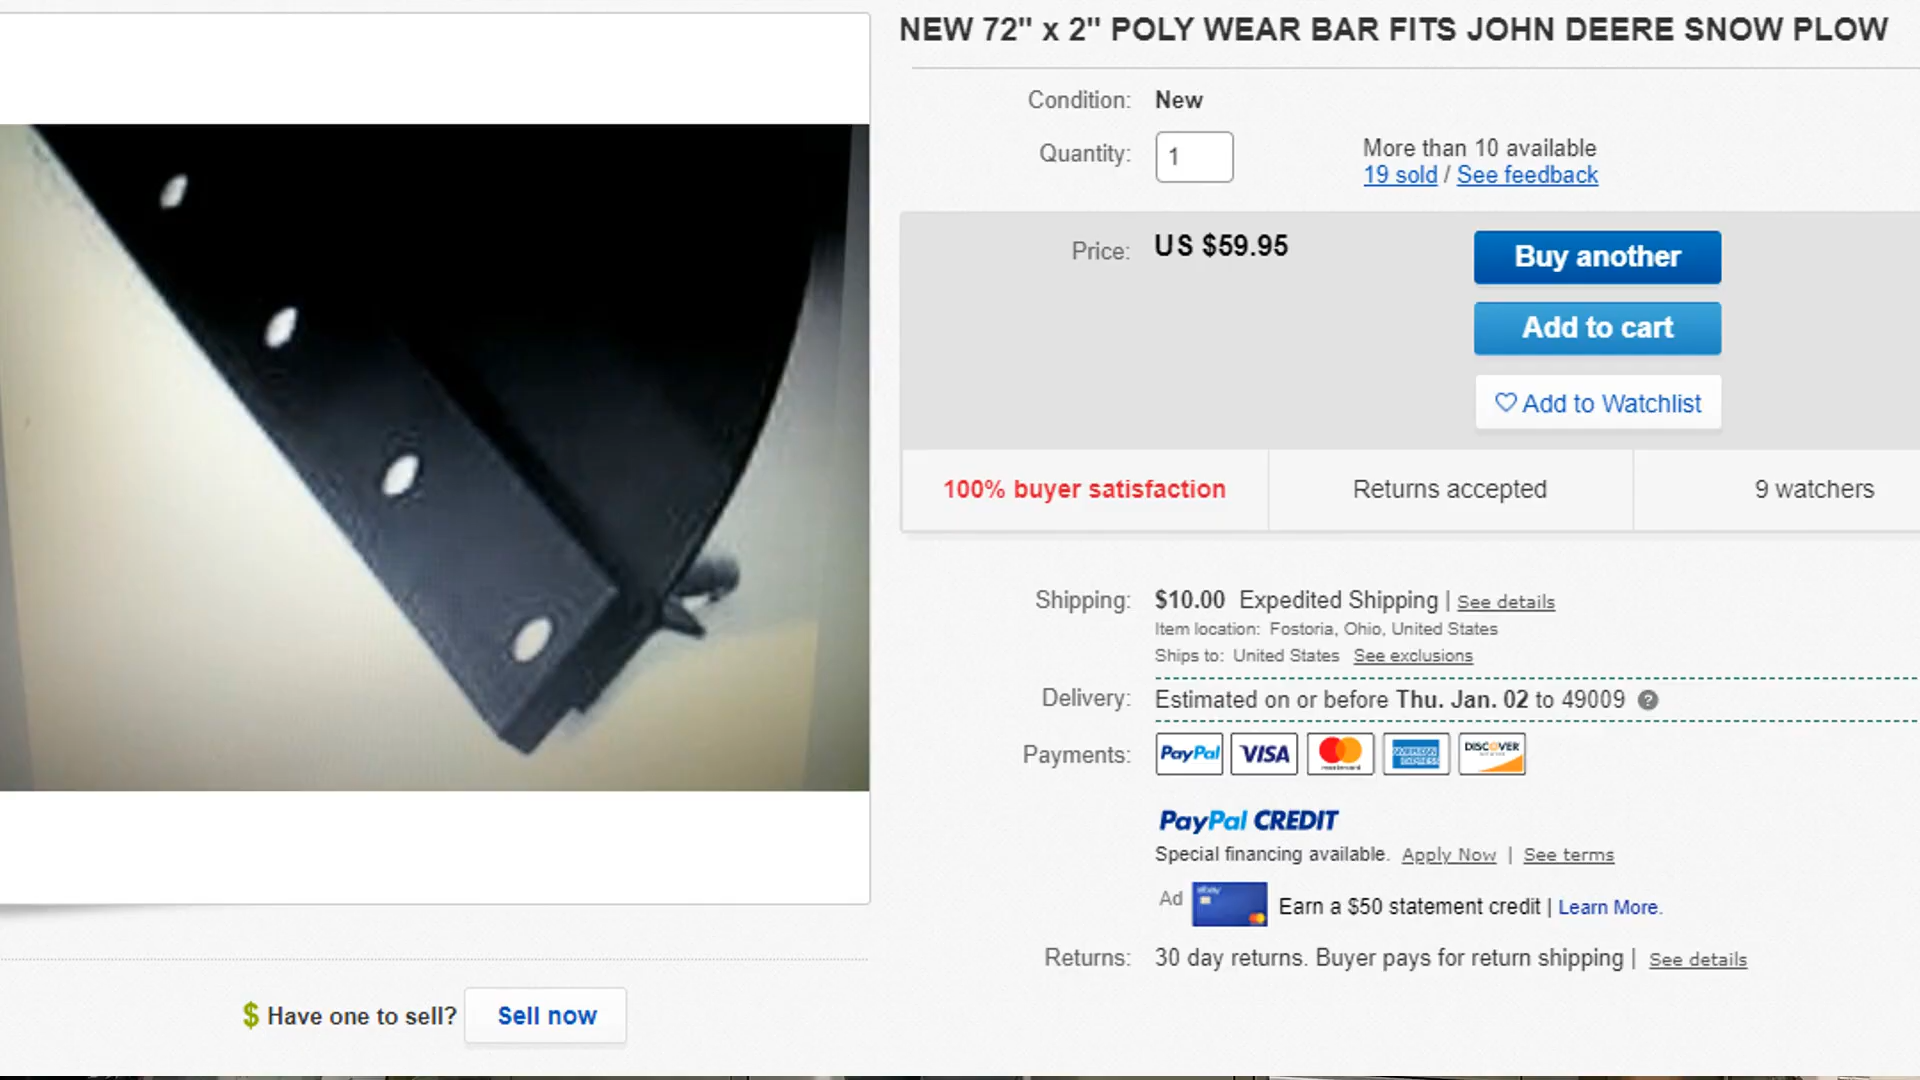 NEW 72" x 2" POLY WEAR BAR FITS JOHN DEERE SNOW PLOW
Condition: New
Quantity: 1
More than 10 available
19 sold / See feedback
Price: US $59.95
Buy another
Add to cart
Add to Watchlist
100% buyer satisfaction
Returns accepted
9 watchers
Shipping: $10.00 Expedited Shipping | See details
Item location: Fostoria, Ohio, United States
Ships to: United States See exclusions
Delivery: Estimated on or before Thu. Jan. 02 to 49009 ?
Payments: PayPal VISA mastercard AMERICAN EXPRESS DISCOVER
PayPal CREDIT
Special financing available. Apply Now | See terms
Ad ebay Earn a $50 statement credit | Learn More.
Returns: 30 day returns. Buyer pays for return shipping | See details
$ Have one to sell? Sell now